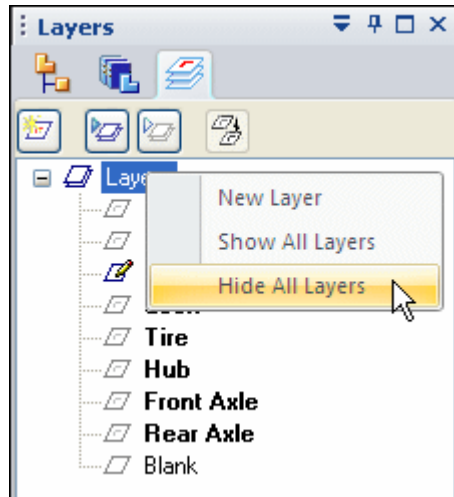 Layers
Laye
New Layer
Show All Layers
Hide All Layers
Tire
Hub
Front Axle
Rear Axle
Blank